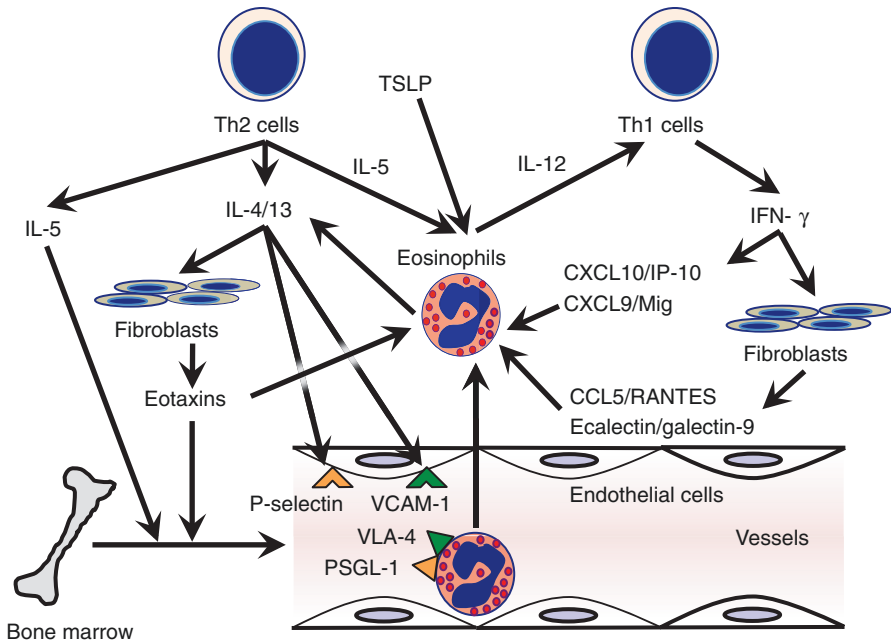 TSLP
Th2 cells
Th1 cells
IL-5
IL-12
IL-5
IL-4/13
IFN- γ
Eosinophils
CXCL10/IP-10
CXCL9/Mig
Fibroblasts
Fibroblasts
Eotaxins
CCL5/RANTES
Ecalectin/galectin-9
P-selectin
VCAM-1
Endothelial cells
VLA-4
Vessels
PSGL-1
Bone marrow